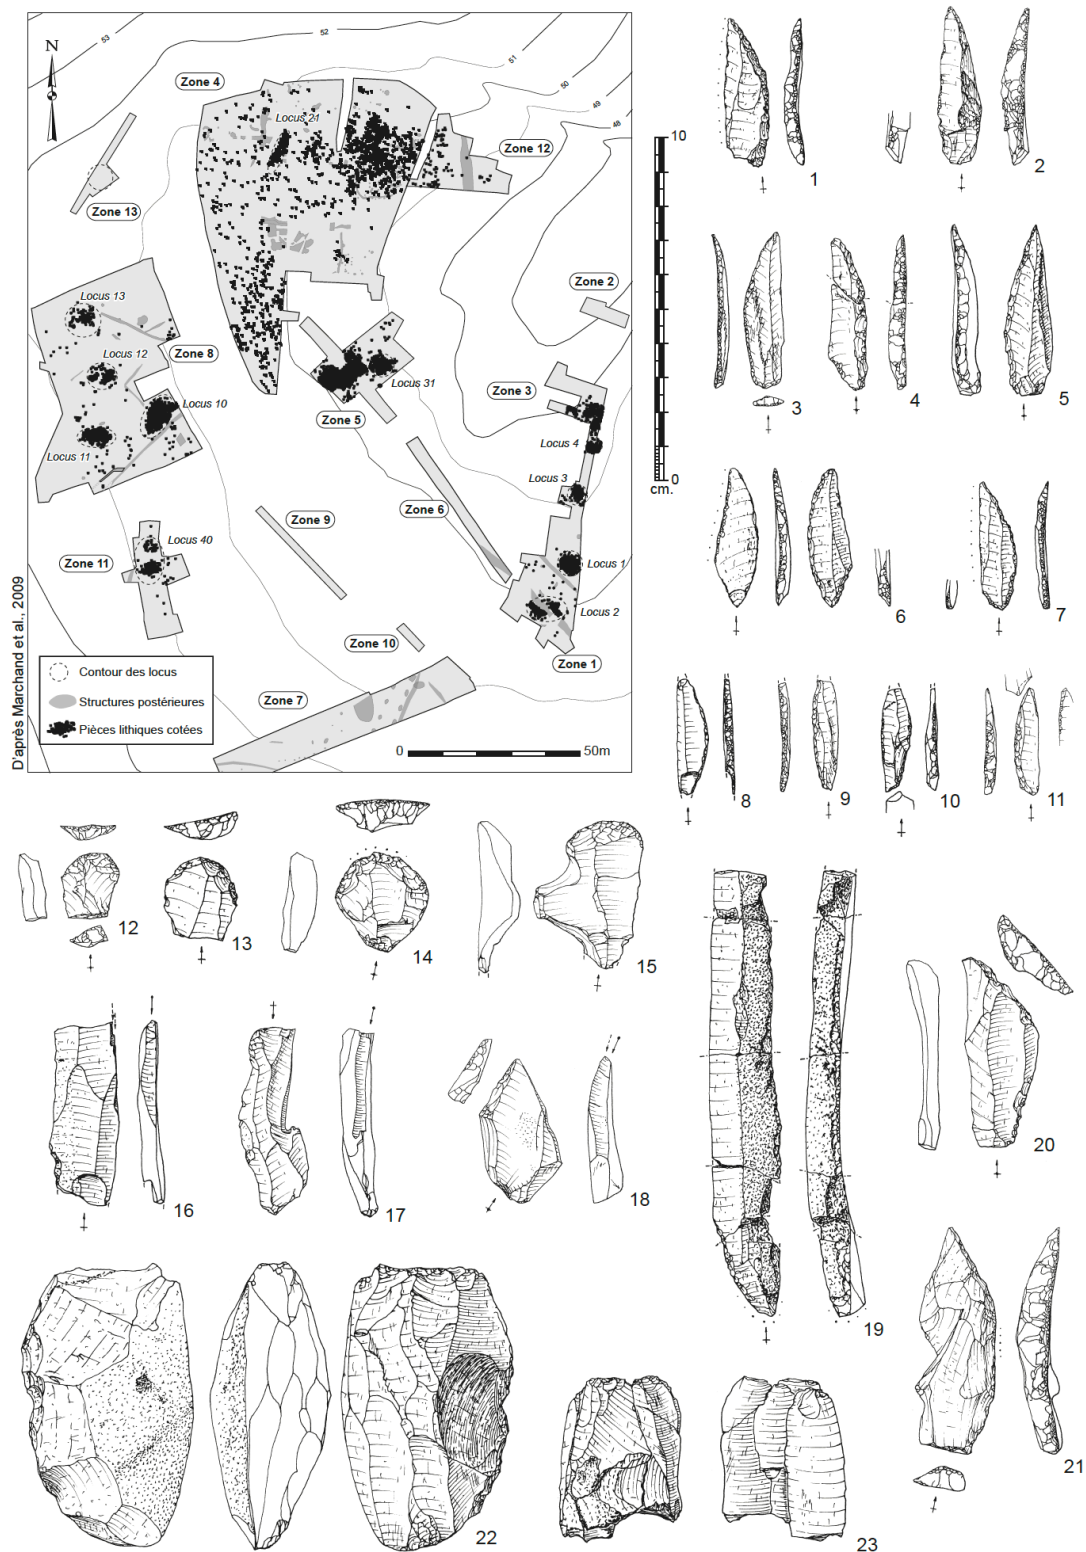 53
52
51
50
49
48
N
Zone 4
Locus 21
Zone 12
Zone 13
Zone 2
Locus 13
Locus 12
Zone 8
Locus 10
Locus 11
Locus 31
Zone 5
Zone 3
Locus 4
Locus 3
Zone 6
Zone 9
Locus 40
Zone 11
Locus 1
Locus 2
Zone 10
Zone 1
Zone 7
Contour des locus
Structures postérieures
Pièces lithiques cotées
0 50m
D'après Marchand et al., 2009
10
0
cm.
1
2
3
4
5
6
7
8
9
10
11
12
13
14
15
16
17
18
19
20
21
22
23